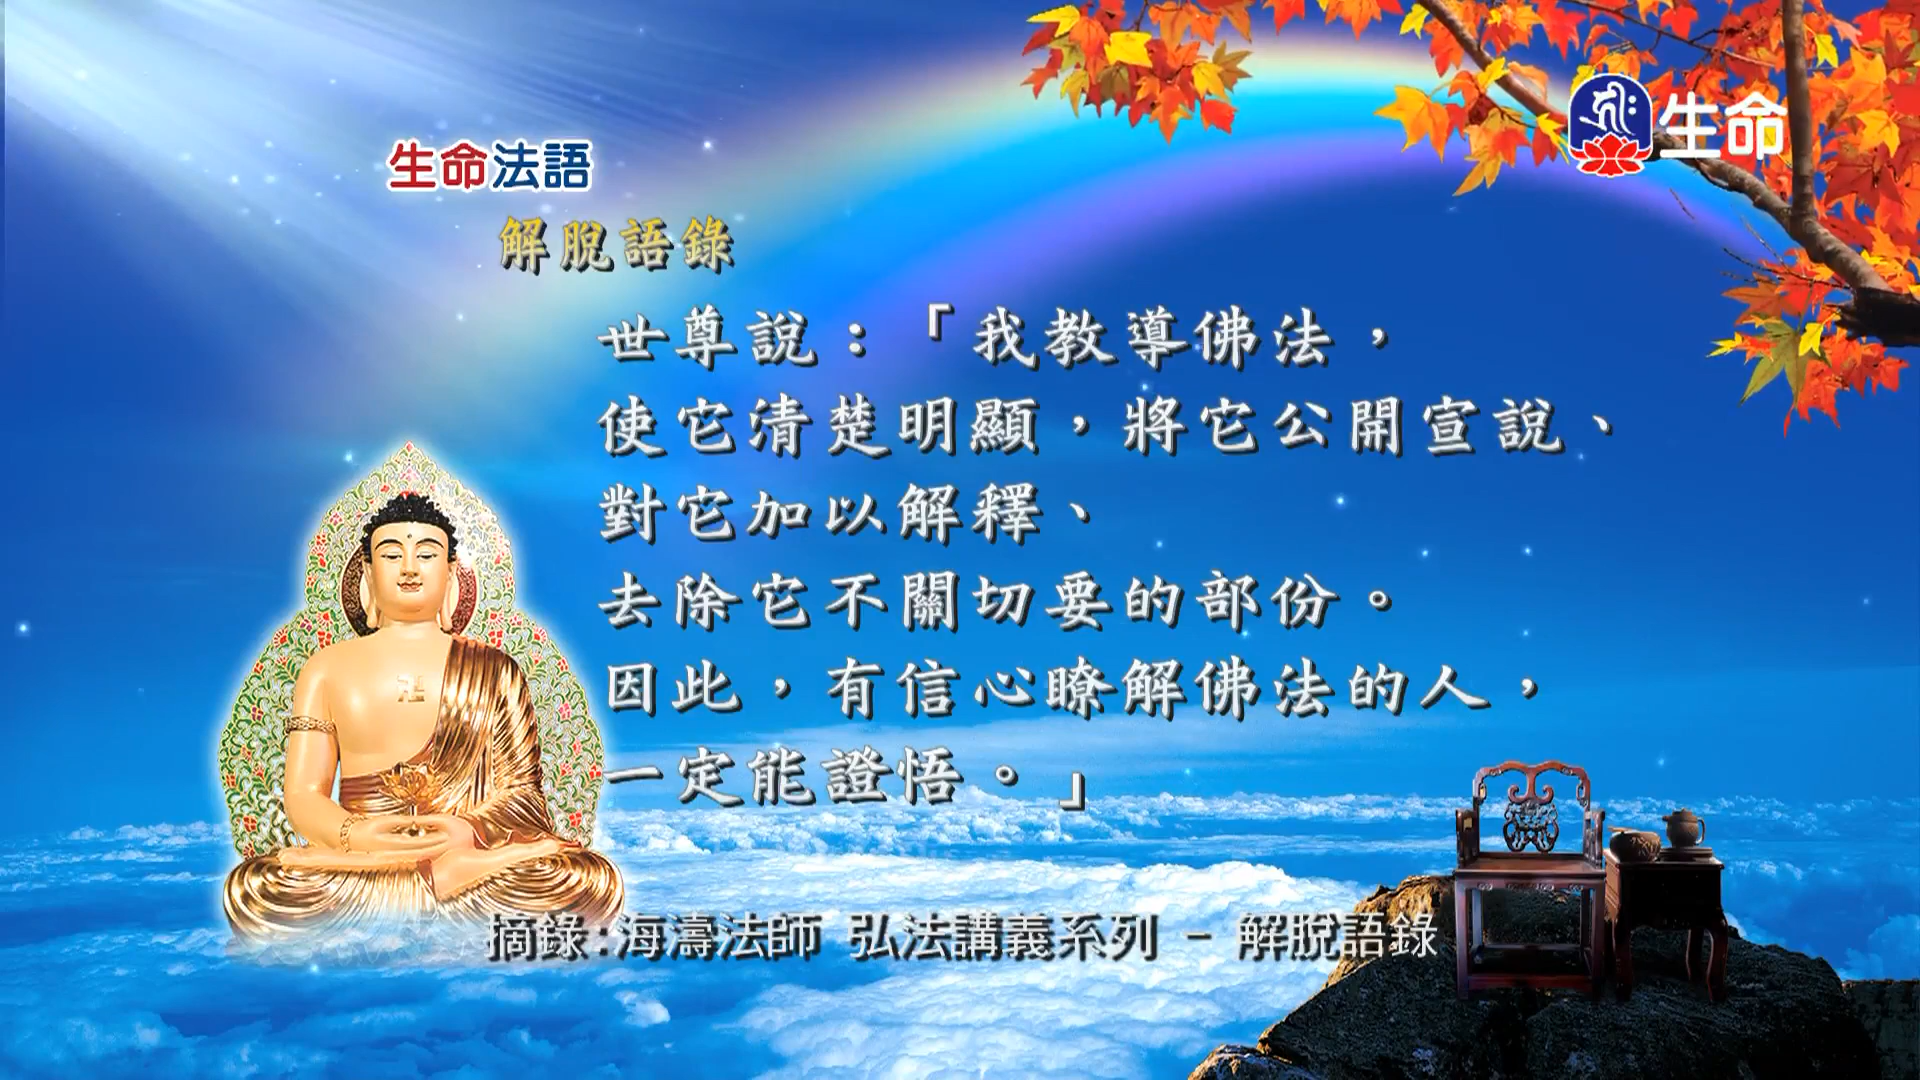 生命
生命法語
解脫語錄
世尊說：「我教導佛法，
使它清楚明顯，將它公開宣說、
對它加以解釋、
去除它不關切要的部份。
因此，有信心瞭解佛法的人，
一定能證悟。」
摘錄:海濤法師 弘法講義系列 - 解脫語錄